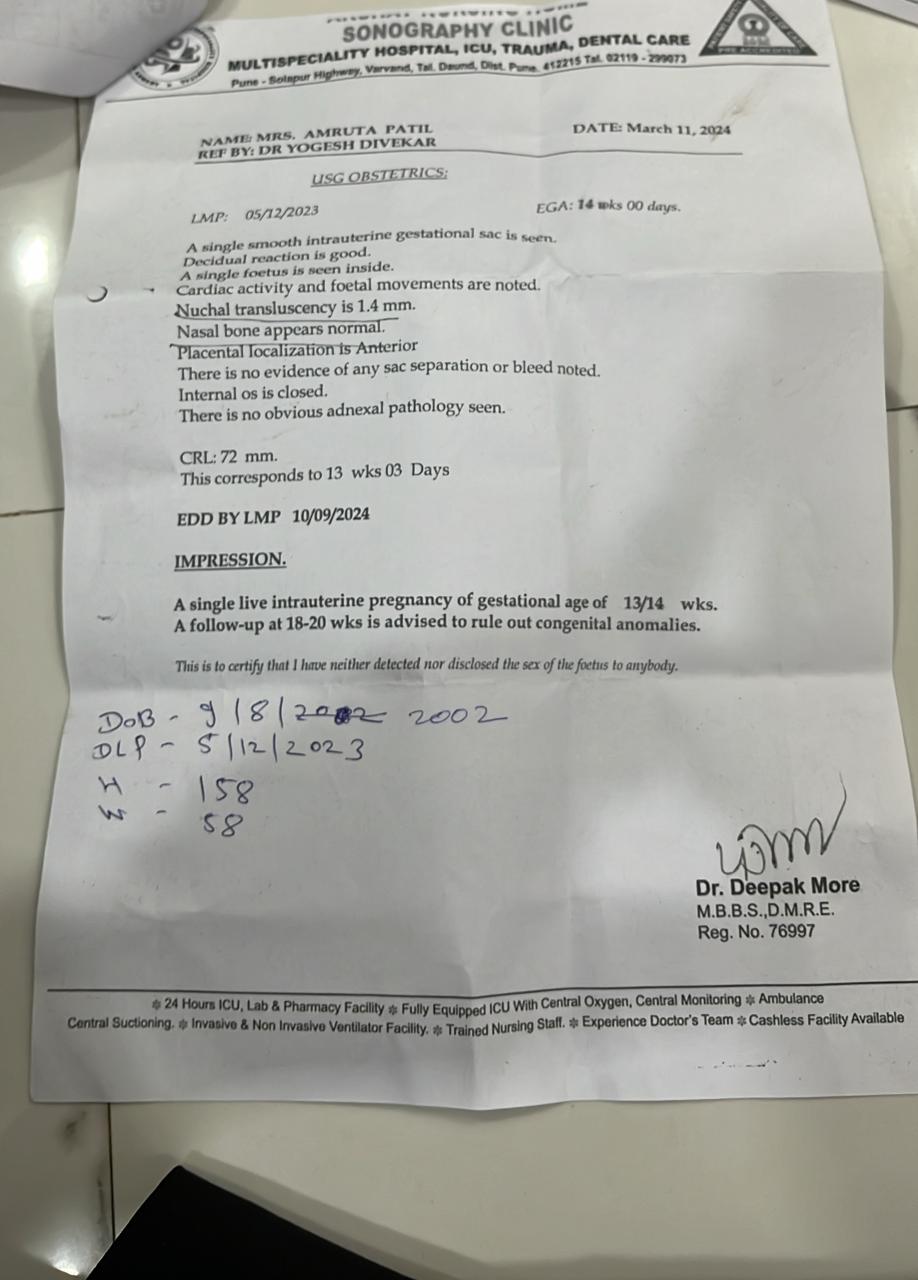 SONOGRAPHY CLINIC
MULTISPECIALITY HOSPITAL, ICU, TRAUMA, DENTAL CARE
Pune - Solapur Highway, Varvand, Tal. Daund, Dist. Pune. 412215 Tal. 02119 - 299073
NAME: MRS. AMRUTA PATIL
DATE: March 11, 2024
REF BY: DR YOGESH DIVEKAR
USG OBSTETRICS:
LMP: 05/12/2023
EGA: 14 wks 00 days.
A single smooth intrauterine gestational sac is seen.
Decidual reaction is good.
A single foetus is seen inside.
Cardiac activity and foetal movements are noted.
Nuchal transluscency is 1.4 mm.
Nasal bone appears normal.
Placental localization is Anterior
There is no evidence of any sac separation or bleed noted.
Internal os is closed.
There is no obvious adnexal pathology seen.
CRL: 72 mm.
This corresponds to 13 wks 03 Days
EDD BY LMP 10/09/2024
IMPRESSION.
A single live intrauterine pregnancy of gestational age of 13/14 wks.
A follow-up at 18-20 wks is advised to rule out congenital anomalies.
This is to certify that I have neither detected nor disclosed the sex of the foetus to anybody.
DOB - 9/8/2002 2002
DLP - 5/12/2023
H - 158
W - 58
Dr. Deepak More
M.B.B.S.,D.M.R.E.
Reg. No. 76997
✽ 24 Hours ICU, Lab & Pharmacy Facility ✽ Fully Equipped ICU With Central Oxygen, Central Monitoring ✽ Ambulance
Central Suctioning. ✽ Invasive & Non Invasive Ventilator Facility. ✽ Trained Nursing Staff. ✽ Experience Doctor's Team ✽ Cashless Facility Available